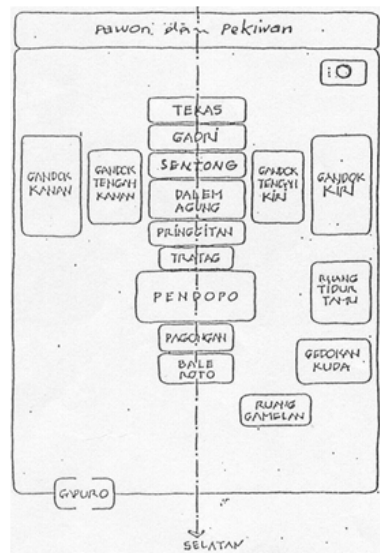 PAWON dan PEKIWAN
TERAS
GADRI
SENTONG
GANDOK
KANAN
GANDOK
TENGAH
KANAN
DALEM
AGUNG
GANDOK
TENGAH
KIRI
GANDOK
KIRI
PRINGGITAN
TRATAG
PENDOPO
RUANG
TIDUR
TAMU
PAGONGAN
BALE
ROTO
GEDOKAN
KUDA
RUANG
GAMELAN
GAPURO
SELATAN